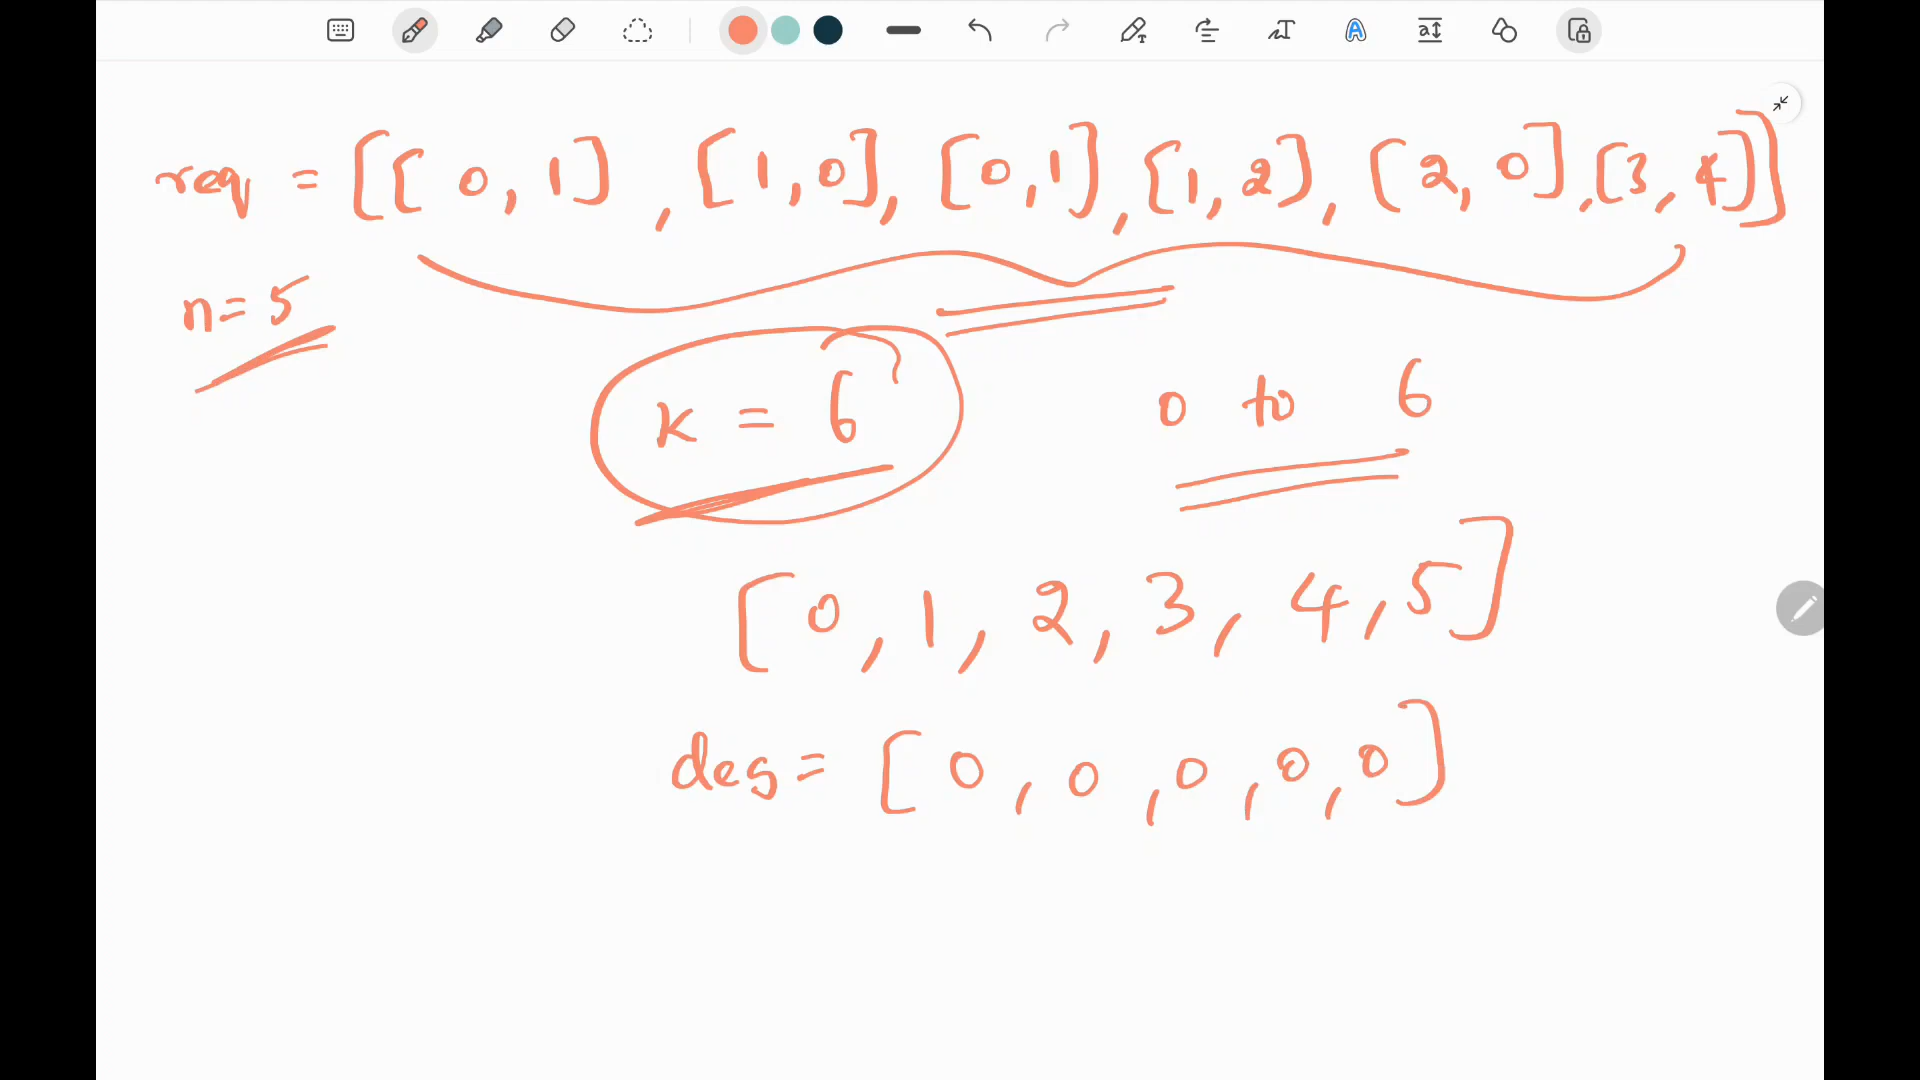 req = [[0, 1], [1, 0], [0, 1], [1, 2], [2, 0], [3, 4]]
n = 5
k = 6
0 to 6
[0, 1, 2, 3, 4, 5]
deg = [0, 0, 0, 0, 0]